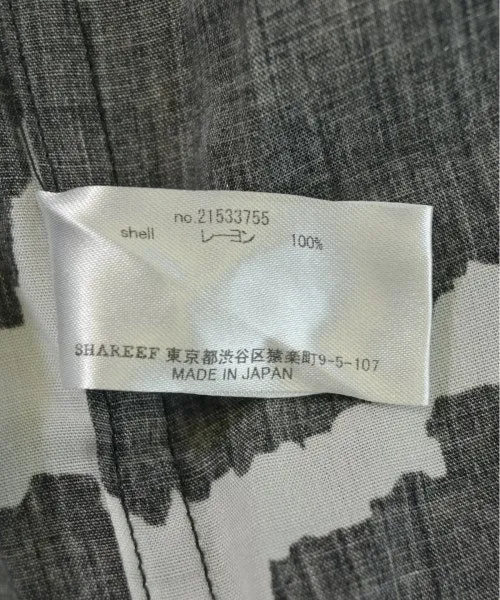 no.21533755
shell レーヨン 100%
SHAREEF 東京都渋谷区猿楽町9-5-107
MADE IN JAPAN